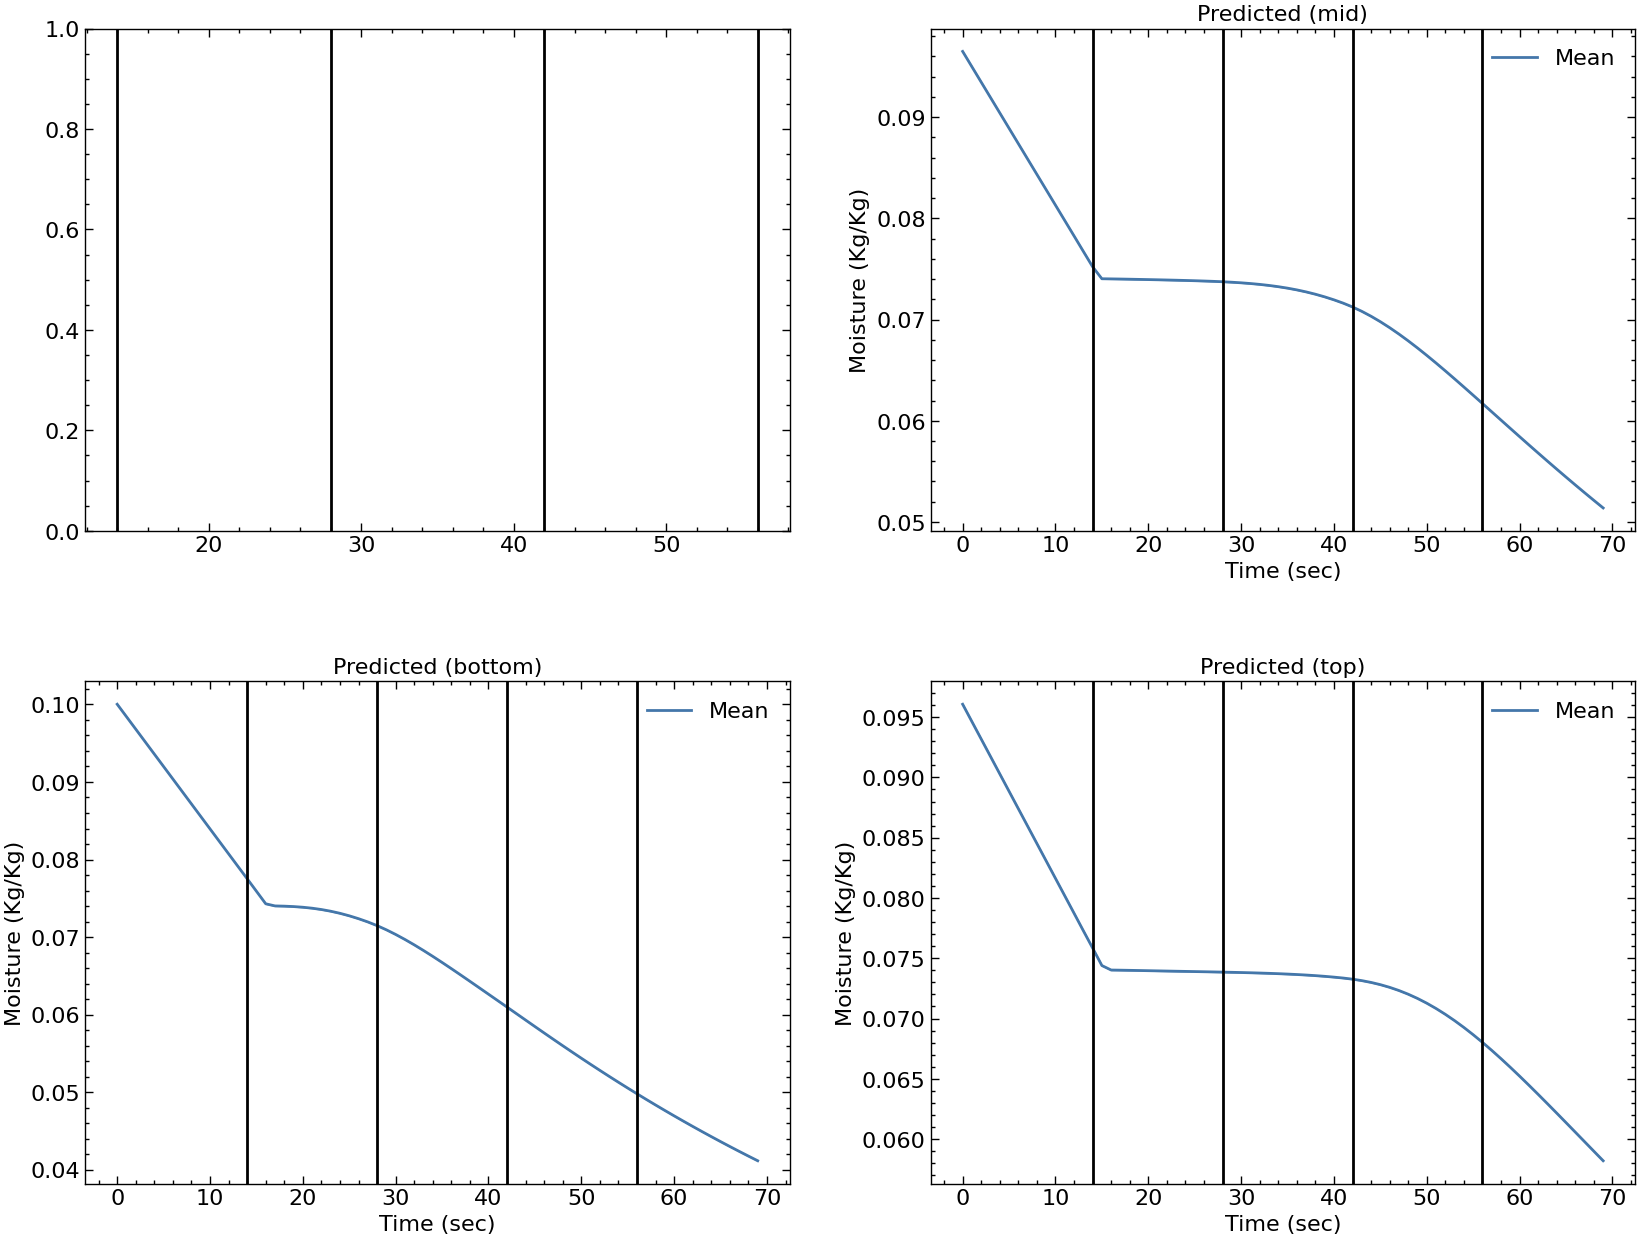 1.0
0.8
0.6
0.4
0.2
0.0
20 30 40 50
Predicted (mid)
Mean
Moisture (Kg/Kg)
0.09
0.08
0.07
0.06
0.05
0 10 20 30 40 50 60 70
Time (sec)
Predicted (bottom)
Mean
Moisture (Kg/Kg)
0.10
0.09
0.08
0.07
0.06
0.05
0.04
0 10 20 30 40 50 60 70
Time (sec)
Predicted (top)
Mean
Moisture (Kg/Kg)
0.095
0.090
0.085
0.080
0.075
0.070
0.065
0.060
0 10 20 30 40 50 60 70
Time (sec)